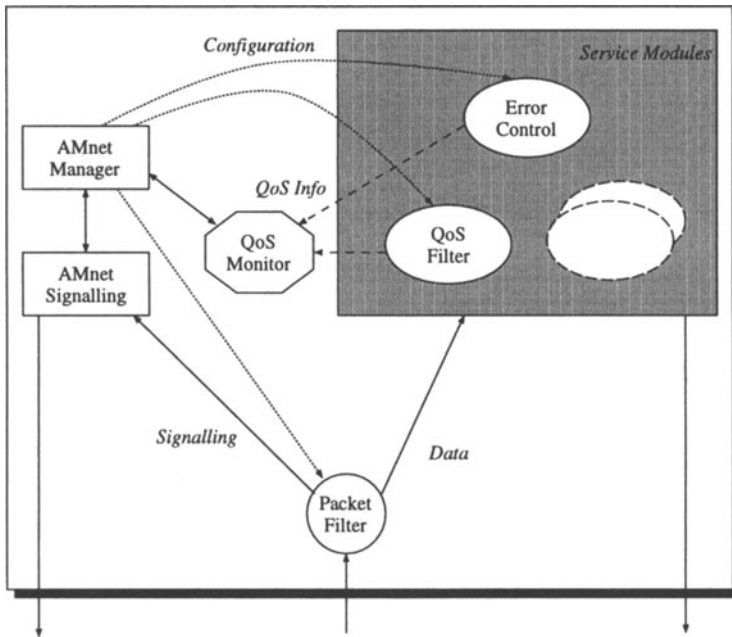 Configuration
Service Modules
Error
Control
AMnet
Manager
QoS Info
QoS
Monitor
QoS
Filter
AMnet
Signalling
Signalling
Data
Packet
Filter